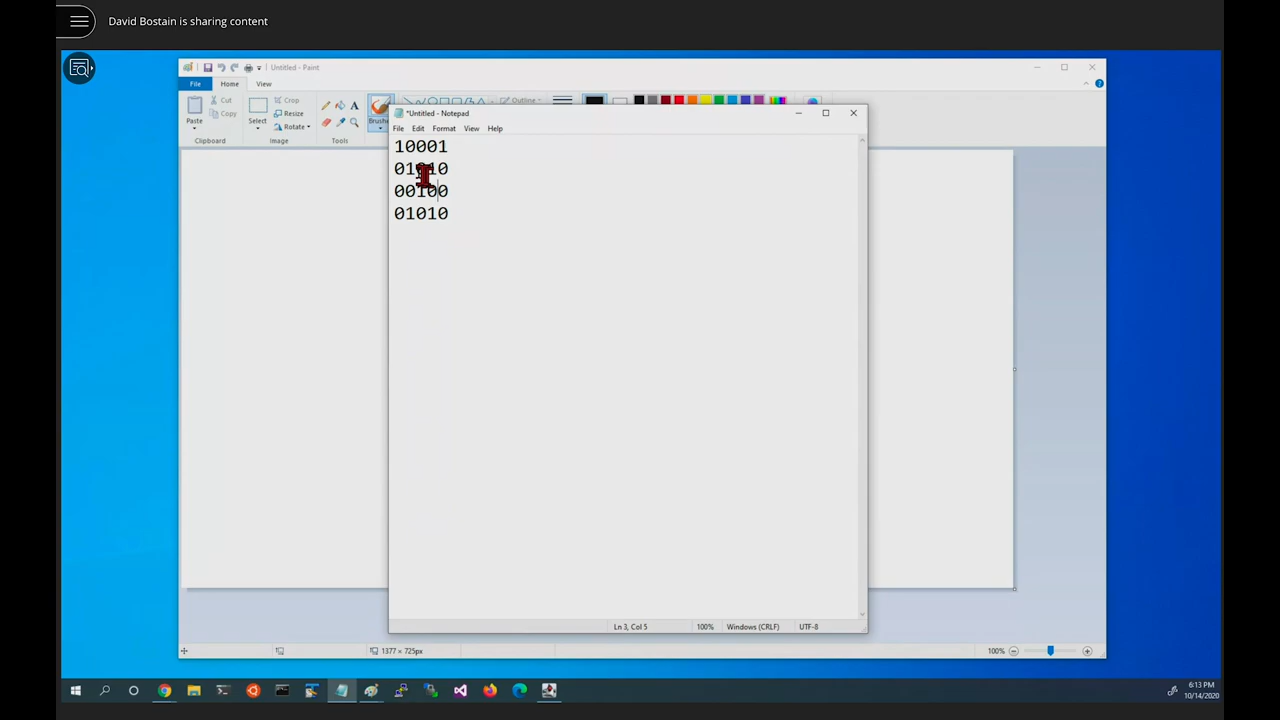 David Bostain is sharing content
Untitled - Paint
File Home View
Paste
Cut
Copy
Clipboard
Select
Crop
Resize
Rotate
Image
Tools
Brushes
Outline
*Untitled - Notepad
File Edit Format View Help
10001
01010
00100
01010
Ln 3, Col 5 100% Windows (CRLF) UTF-8
1377 × 725px 100%
6:13 PM
10/14/2020